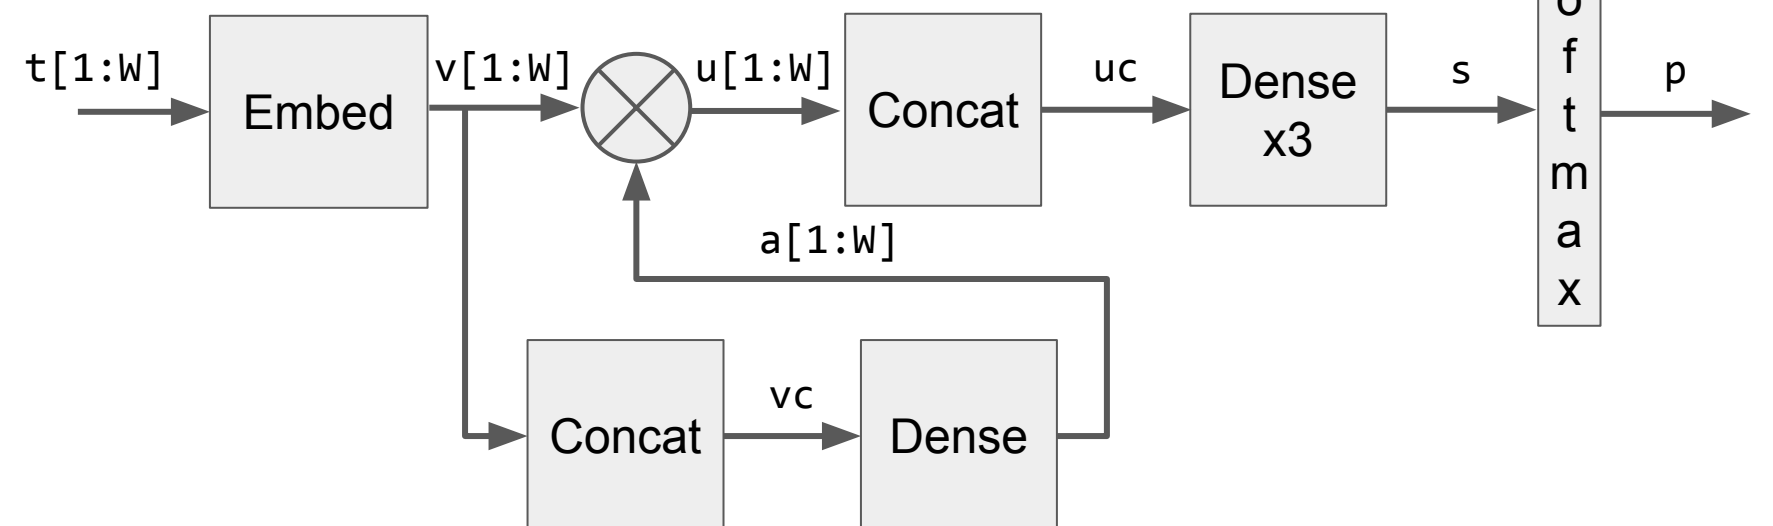 t[1:W]
Embed
v[1:W]
u[1:W]
Concat
uc
Dense
x3
s
o
f
t
m
a
x
p
a[1:W]
Concat
vc
Dense